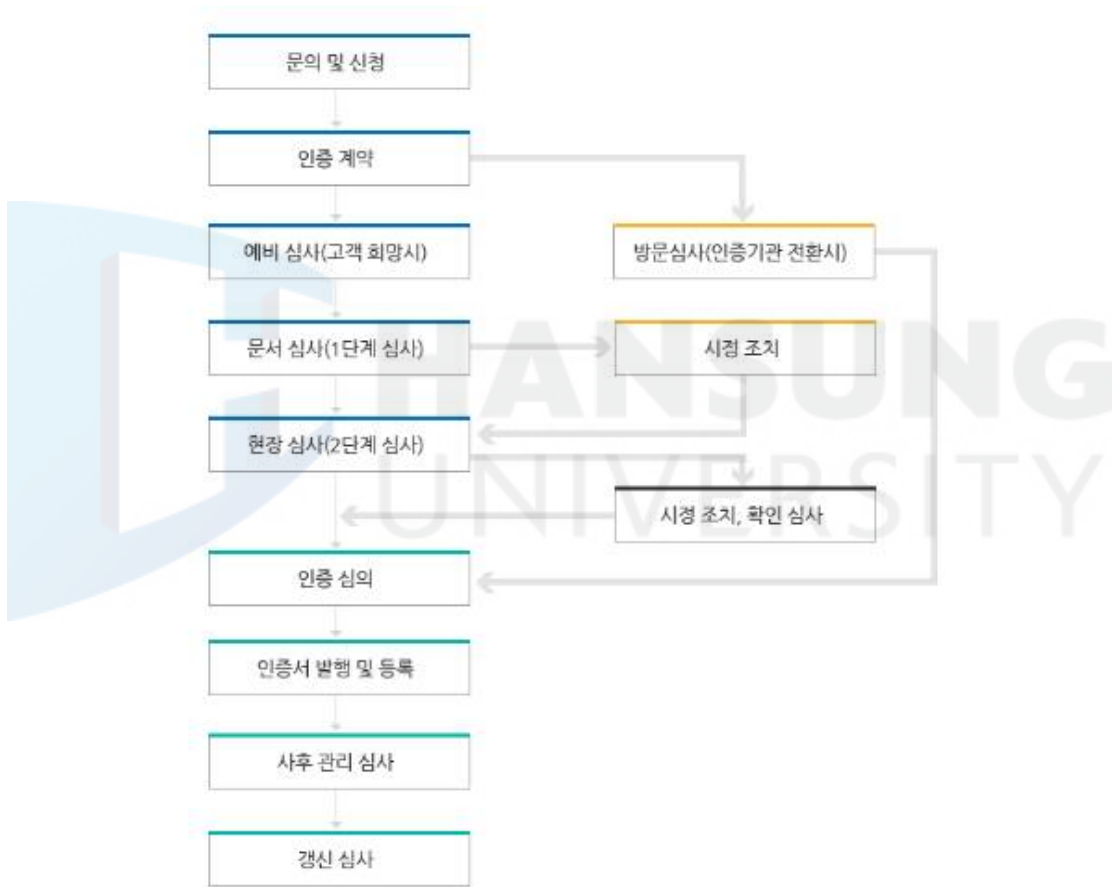 문의 및 신청
인증 계약
예비 심사(고객 희망시)
방문심사(인증기관 전환시)
문서 심사(1단계 심사)
시정 조치
HANSUNG
현장 심사(2단계 심사)
UNIVERSITY
시정 조치, 확인 심사
인증 심의
인증서 발행 및 등록
사후 관리 심사
갱신 심사